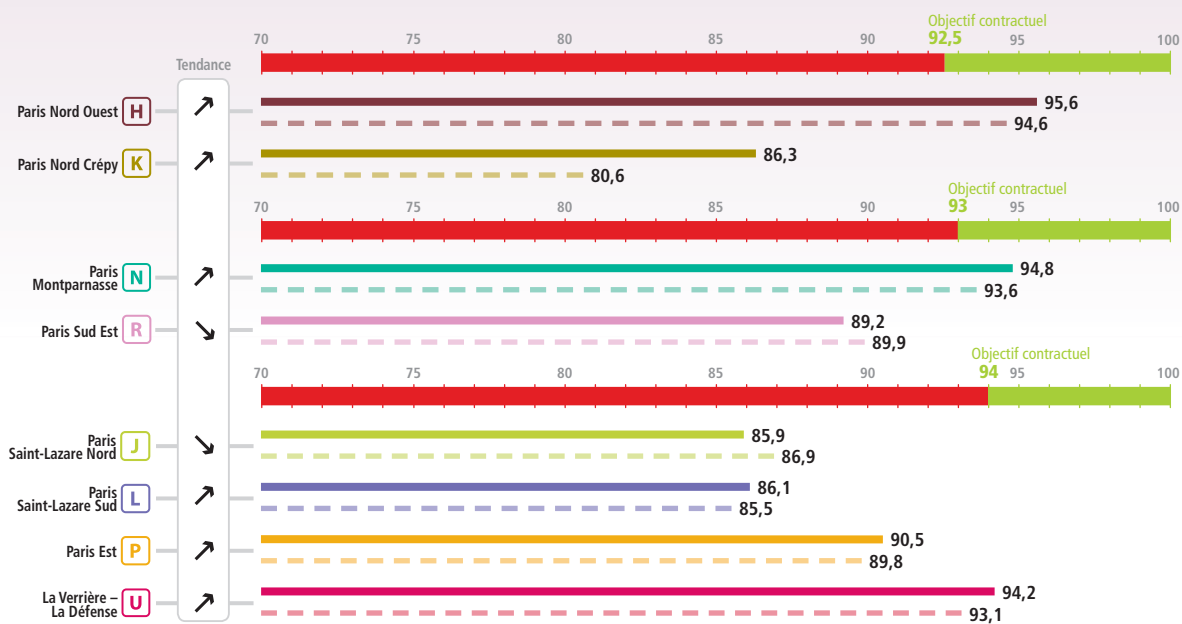 Objectif contractuel
92,5
70 75 80 85 90 95 100
Tendance
Paris Nord Ouest H
95,6
94,6
Paris Nord Crépy K
86,3
80,6
Objectif contractuel
93
70 75 80 85 90 95 100
Paris
Montparnasse N
94,8
93,6
Paris Sud Est R
89,2
89,9
Objectif contractuel
94
70 75 80 85 90 95 100
Paris
Saint-Lazare Nord J
85,9
86,9
Paris
Saint-Lazare Sud L
86,1
85,5
Paris Est P
90,5
89,8
La Verrière –
La Défense U
94,2
93,1